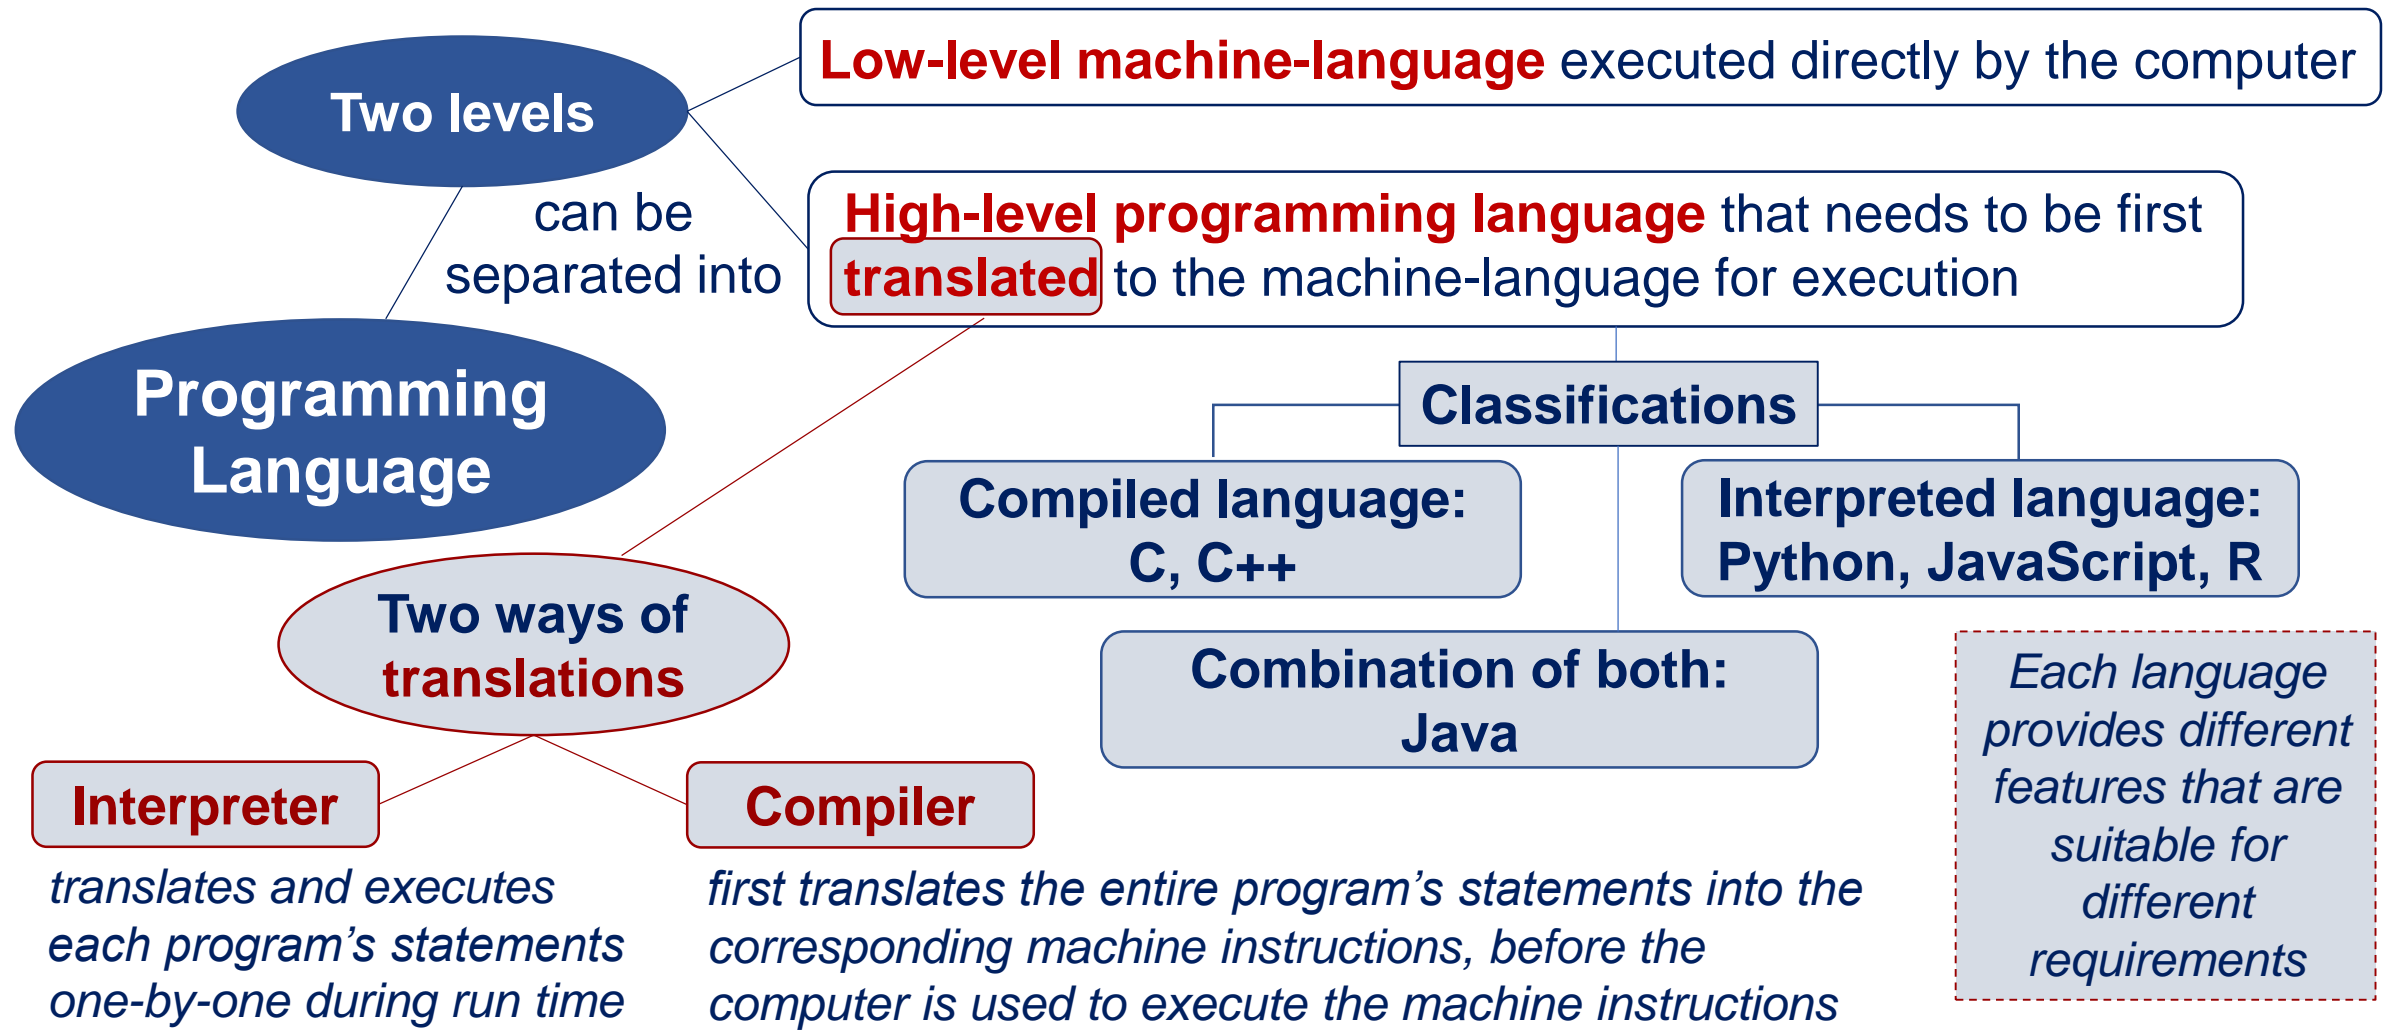 Low-level machine-language executed directly by the computer
Two levels
can be
separated into
High-level programming language that needs to be first
translated to the machine-language for execution
Programming
Language
Classifications
Compiled language:
C, C++
Interpreted language:
Python, JavaScript, R
Combination of both:
Java
Two ways of
translations
Interpreter
translates and executes
each program’s statements
one-by-one during run time
Compiler
first translates the entire program’s statements into the
corresponding machine instructions, before the
computer is used to execute the machine instructions
Each language
provides different
features that are
suitable for
different
requirements